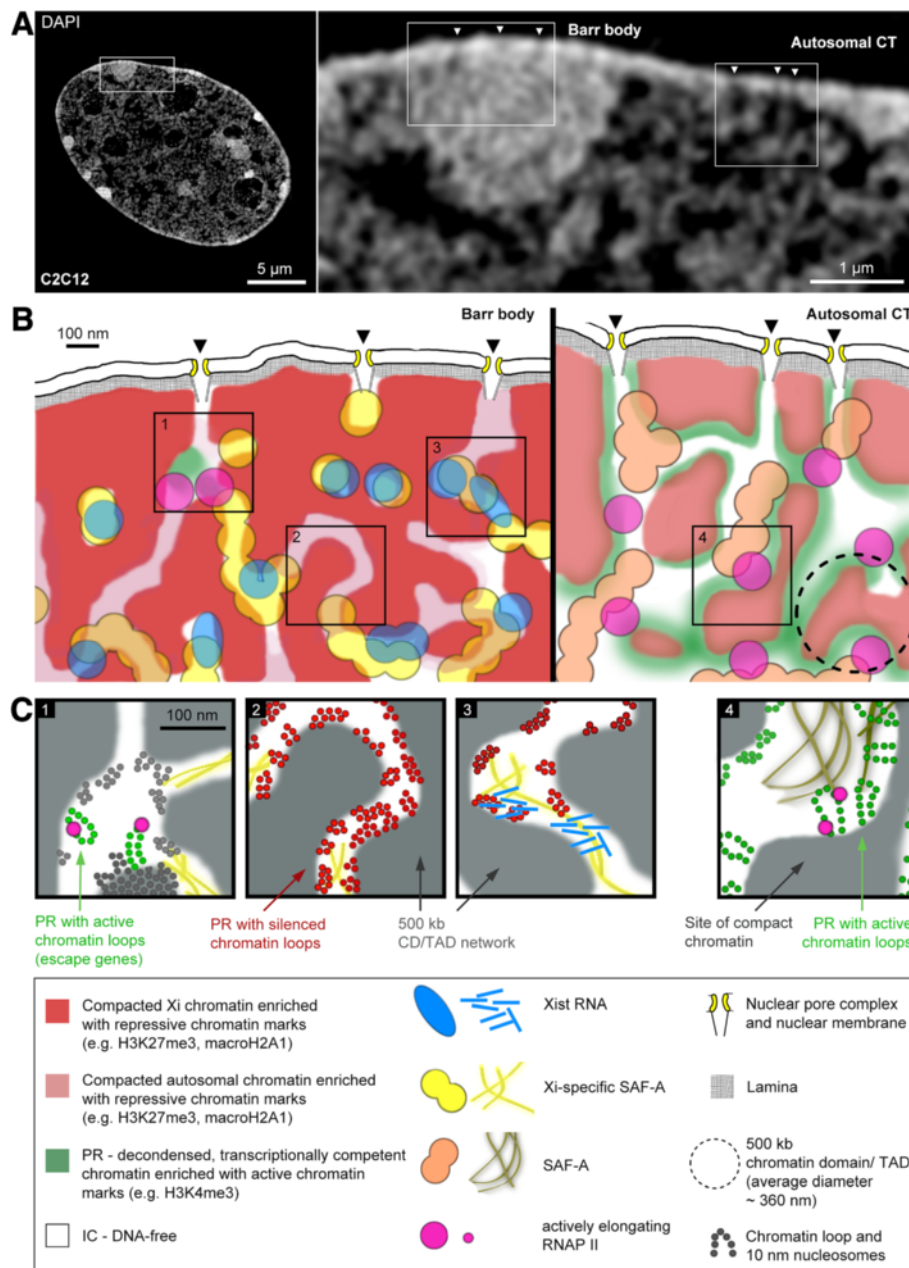 A
DAPI
C2C12
5 µm
Barr body
Autosomal CT
1 µm
B
100 nm
Barr body
Autosomal CT
1
2
3
4
C
1
100 nm
2
3
4
PR with active
chromatin loops
(escape genes)
PR with silenced
chromatin loops
500 kb
CD/TAD network
Site of compact
chromatin
PR with active
chromatin loops
Compacted Xi chromatin enriched
with repressive chromatin marks
(e.g. H3K27me3, macroH2A1)
Compacted autosomal chromatin enriched
with repressive chromatin marks
(e.g. H3K27me3, macroH2A1)
PR - decondensed, transcriptionally competent
chromatin enriched with active chromatin
marks (e.g. H3K4me3)
IC - DNA-free
Xist RNA
Xi-specific SAF-A
SAF-A
actively elongating
RNAP II
Nuclear pore complex
and nuclear membrane
Lamina
500 kb
chromatin domain/ TAD
(average diameter
~ 360 nm)
Chromatin loop and
10 nm nucleosomes